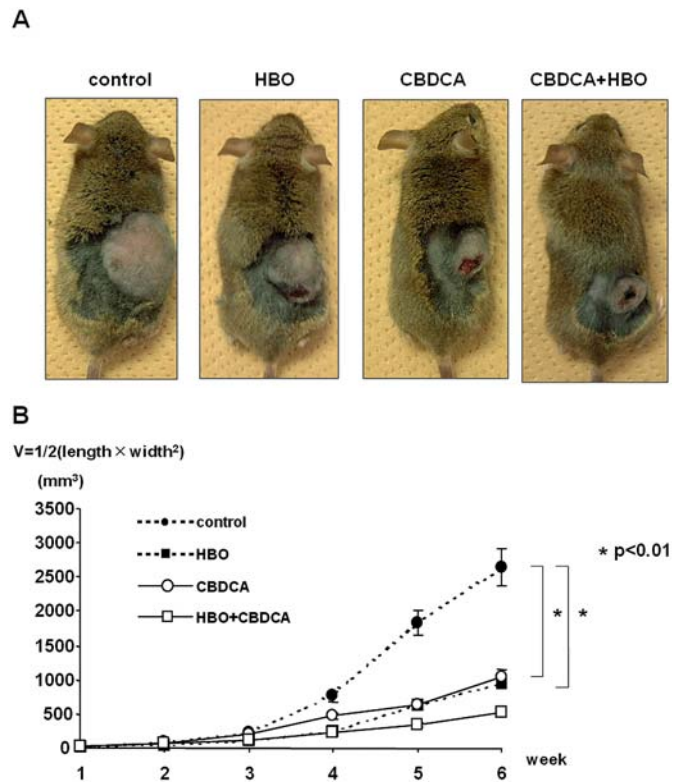 A
control HBO CBDCA CBDCA+HBO
B
V=1/2(length×width²)
(mm³)
3500
3000
2500
2000
1500
1000
500
0
control
HBO
CBDCA
HBO+CBDCA
* p<0.01
* *
1 2 3 4 5 6 week